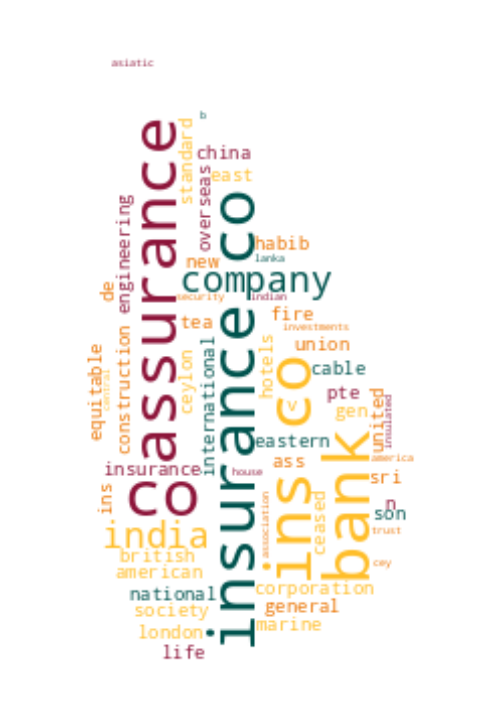 asiatic
b
assurance
standard
china
east
overseas
engineering
insurance co
habib
lanka
new
company
de
security
indian
tea
fire
investments
construction
international
union
hotels
equitable
central
ceylon
ins co
cable
v
pte
gen
united
insulated
eastern
bank
ass
america
insurance
house
sri
co
ins
association
ceased
n
son
india
trust
british
american
cey
corporation
national
society
general
london
marine
life